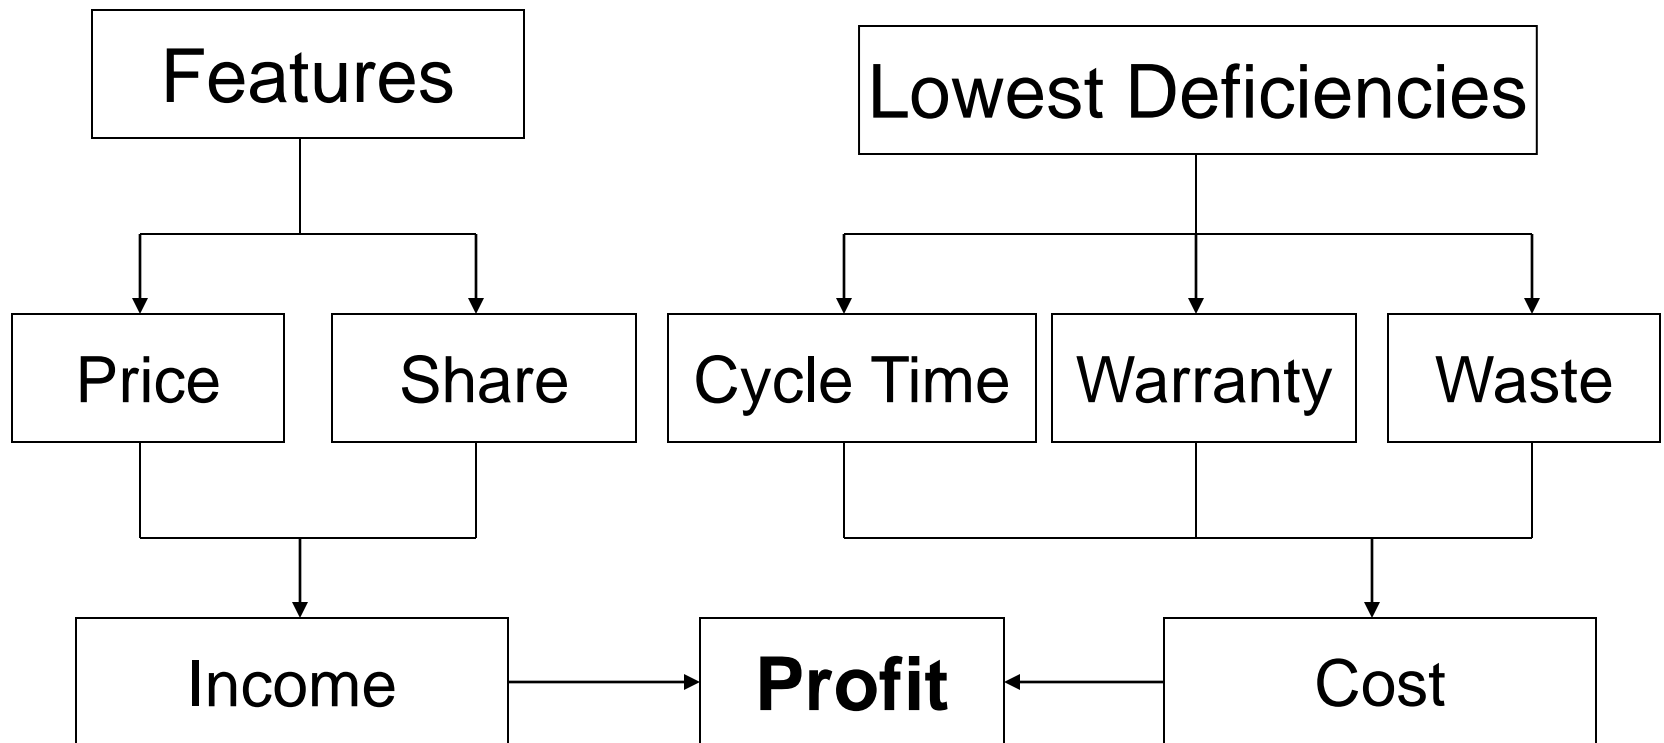 Features
Lowest Deficiencies
Price
Share
Cycle Time
Warranty
Waste
Income
Profit
Cost